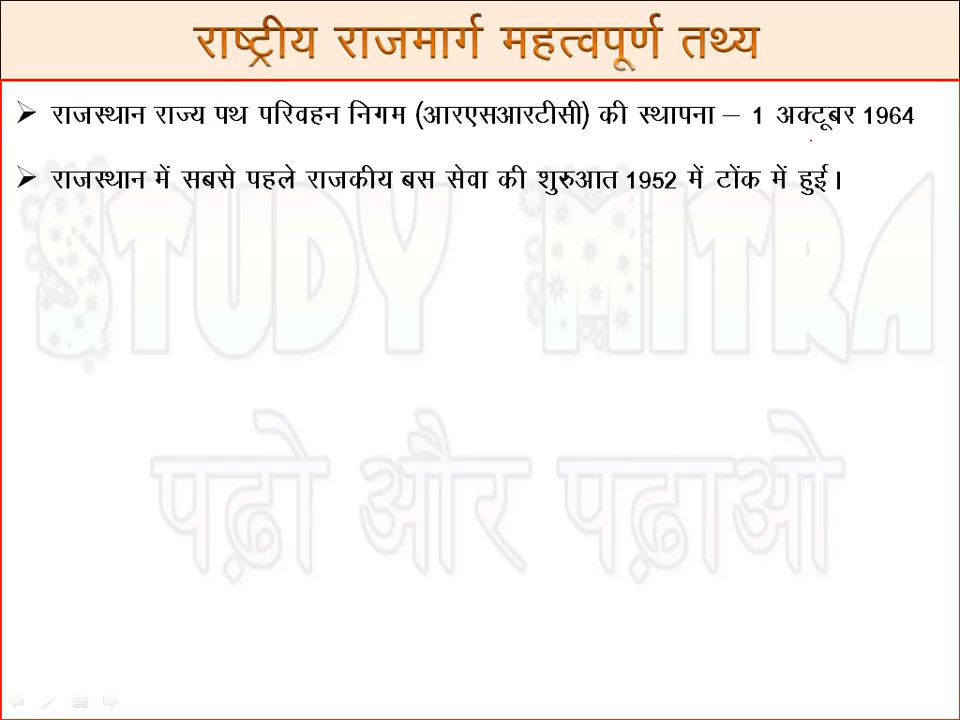 राष्ट्रीय राजमार्ग महत्वपूर्ण तथ्य
➢ राजस्थान राज्य पथ परिवहन निगम (आरएसआरटीसी) की स्थापना – 1 अक्टूबर 1964
➢ राजस्थान में सबसे पहले राजकीय बस सेवा की शुरुआत 1952 में टोंक में हुई।
STUDY MITRA
पढ़ो और पढ़ाओ